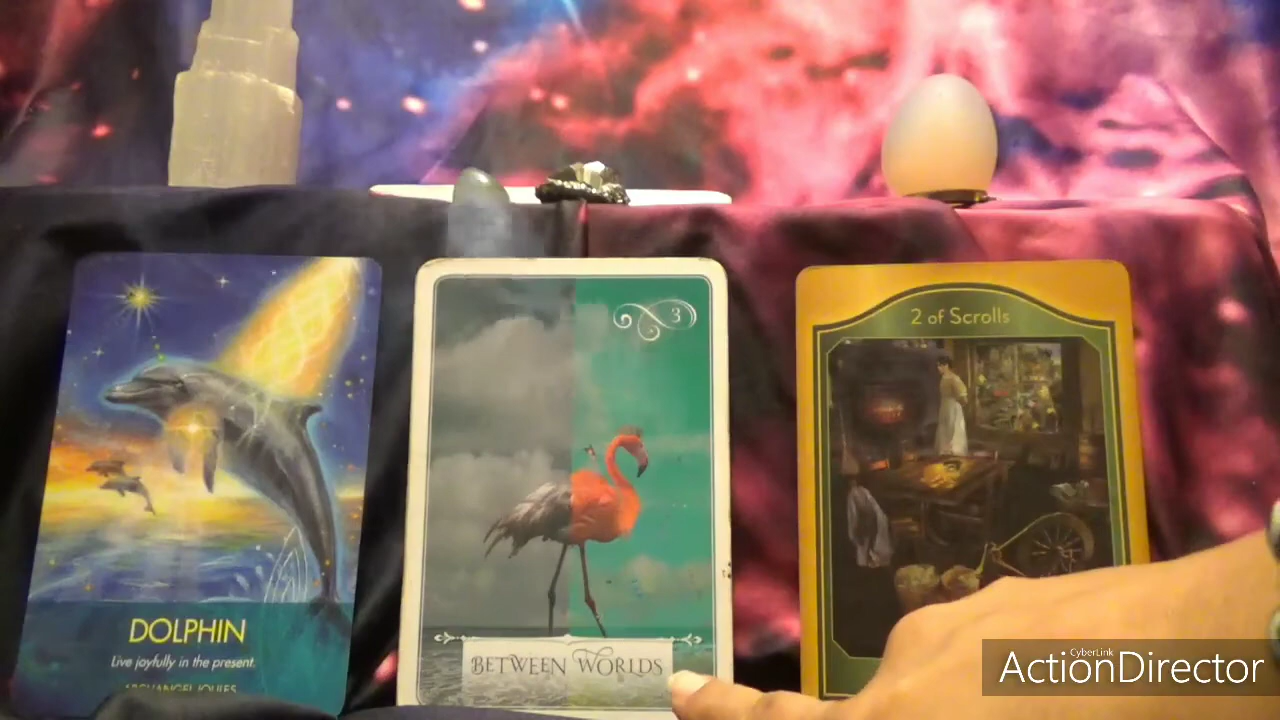 3
2 of Scrolls
DOLPHIN
Live joyfully in the present.
BETWEEN WORLDS
CyberLink
ActionDirector